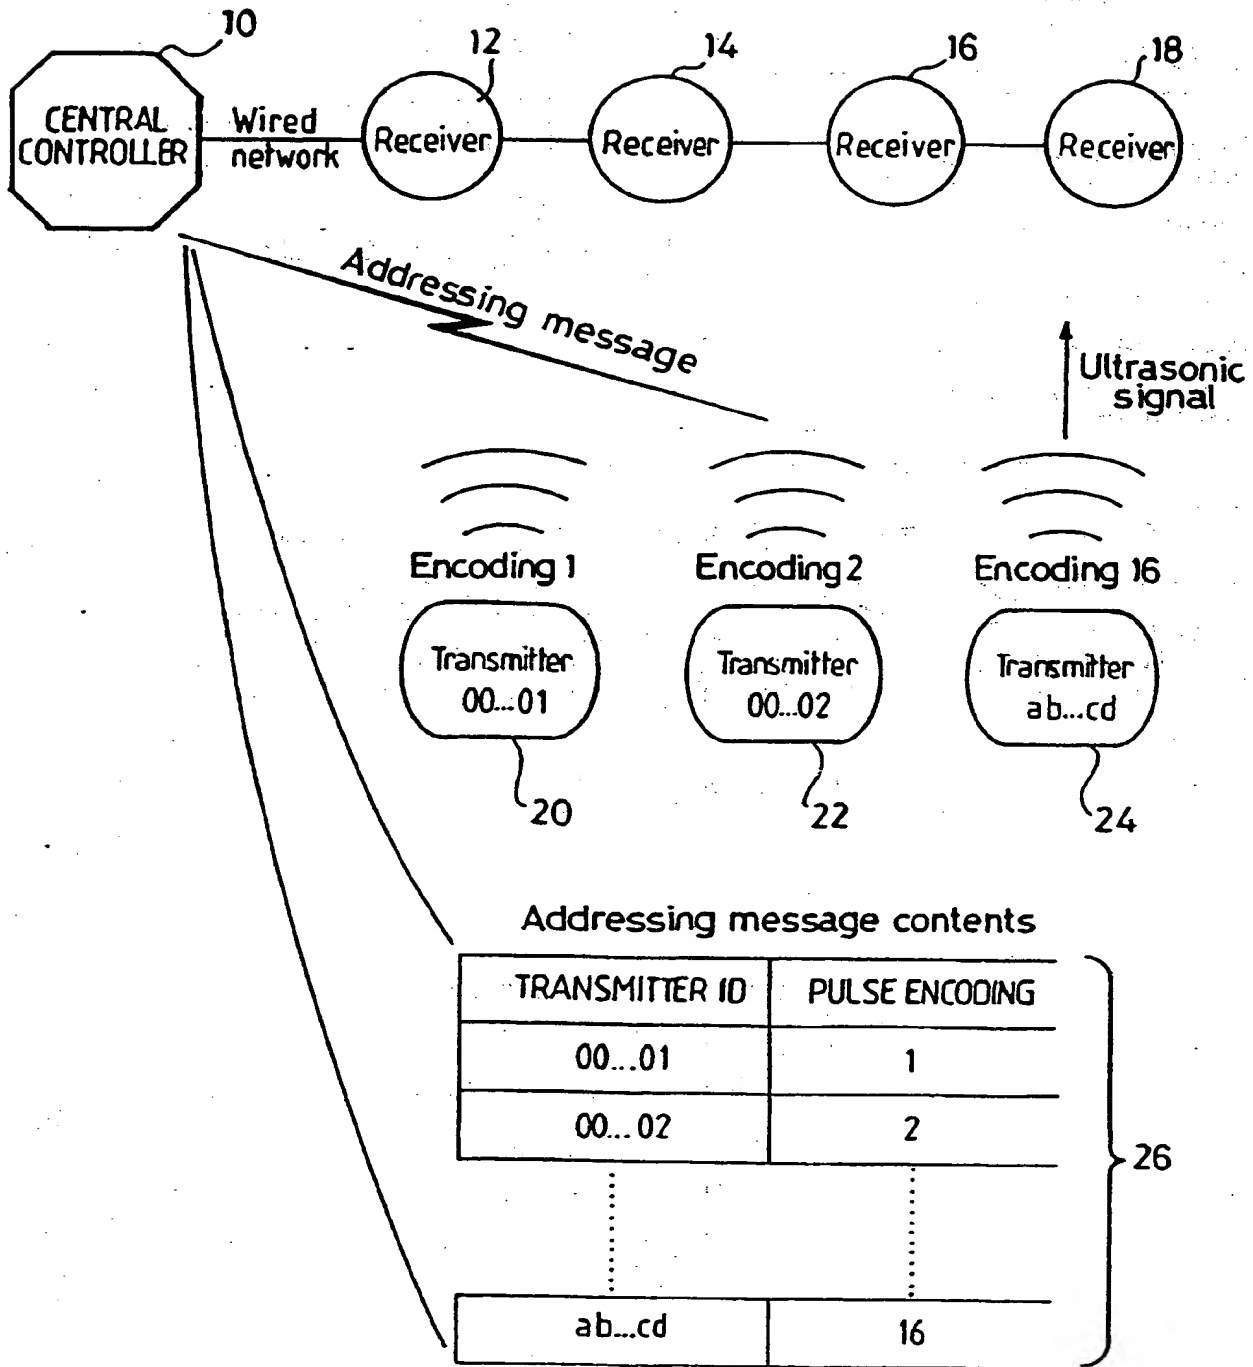 10
12
14
16
18
CENTRAL
CONTROLLER
Wired
network
Receiver
Receiver
Receiver
Receiver
Addressing message
Ultrasonic
signal
Encoding 1
Encoding 2
Encoding 16
Transmitter
00...01
Transmitter
00...02
Transmitter
ab...cd
20
22
24
Addressing message contents
TRANSMITTER ID
PULSE ENCODING
00...01
1
00...02
2
26
ab...cd
16